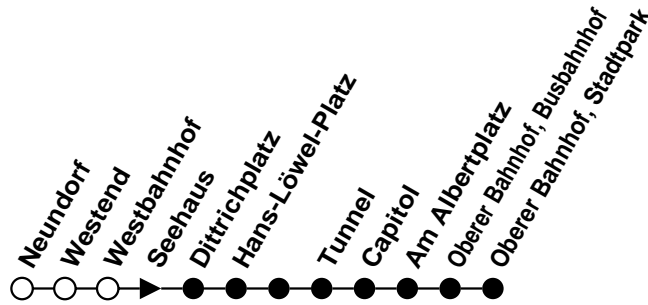 Neundorf
Westend
Westbahnhof
Seehaus
Dittrichplatz
Hans-Löwel-Platz
Tunnel
Capitol
Am Albertplatz
Oberer Bahnhof, Busbahnhof
Oberer Bahnhof, Stadtpark